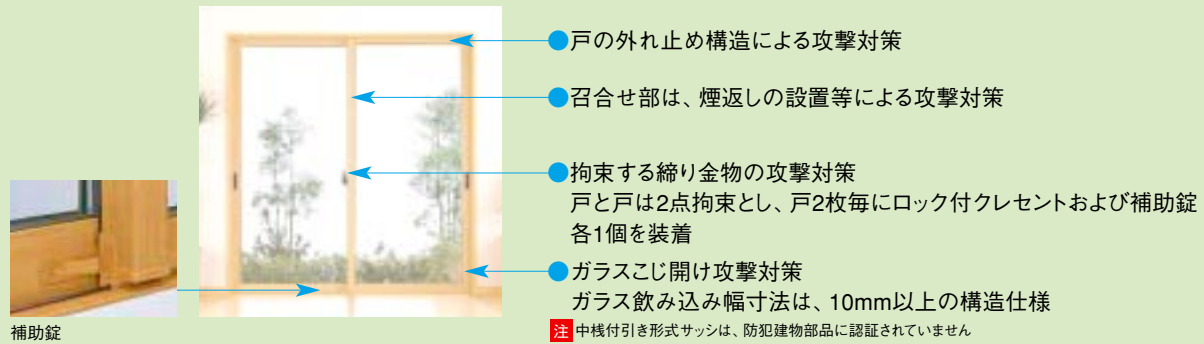 ●戸の外れ止め構造による攻撃対策
●召合せ部は、煙返しの設置等による攻撃対策
●拘束する締り金物の攻撃対策
戸と戸は2点拘束とし、戸2枚毎にロック付クレセントおよび補助錠
各1個を装着
●ガラスこじ開け攻撃対策
ガラス飲み込み幅寸法は、10mm以上の構造仕様
注 中桟付引き形式サッシは、防犯建物部品に認証されていません
補助錠